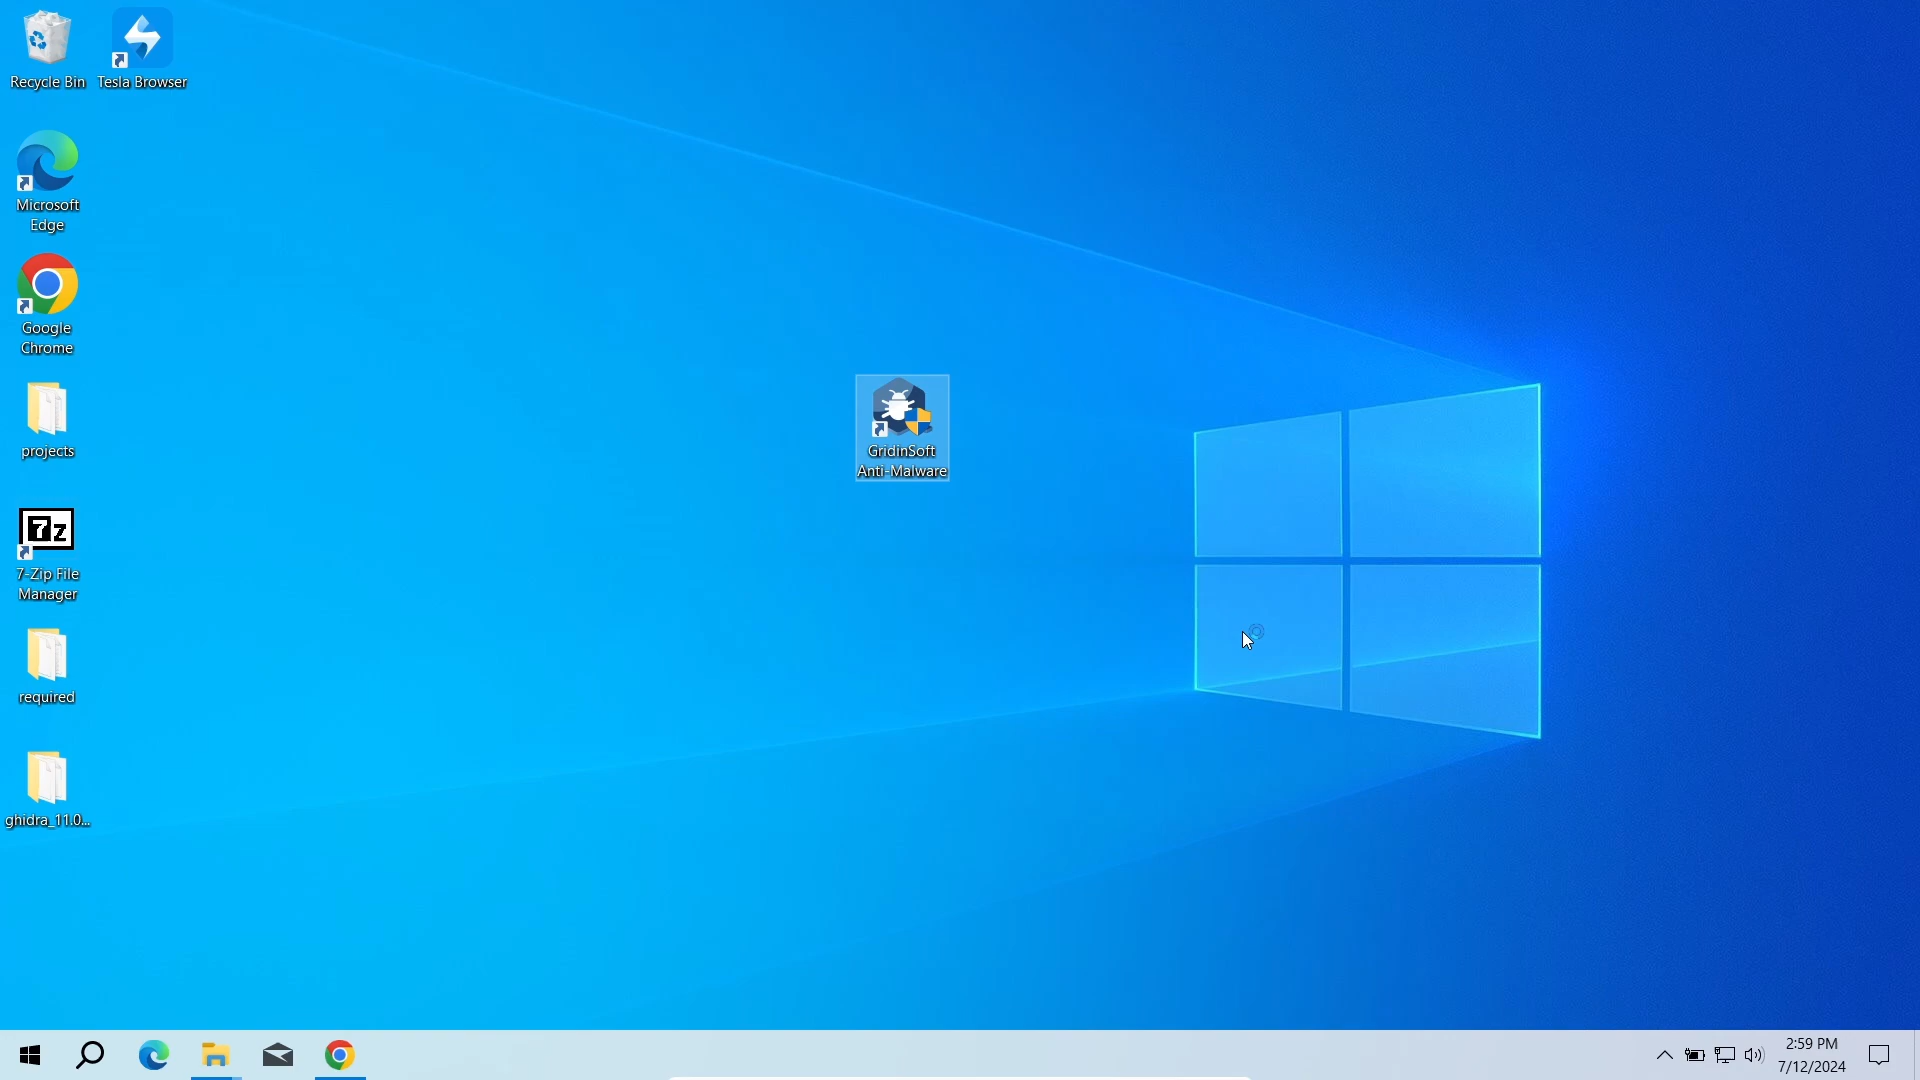 Recycle Bin
Tesla Browser
Microsoft
Edge
Google
Chrome
projects
7z
7-Zip File
Manager
required
ghidra_11.0...
GridinSoft
Anti-Malware
2:59 PM
7/12/2024